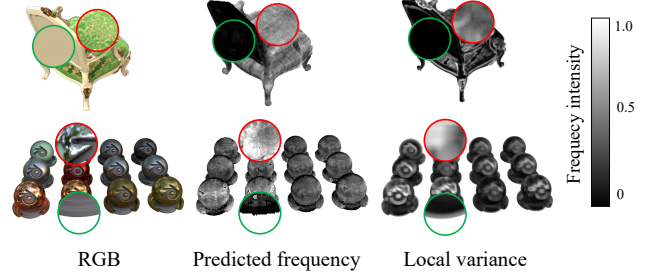 1.0
Frequecy intensity
0.5
0
RGB
Predicted frequency
Local variance